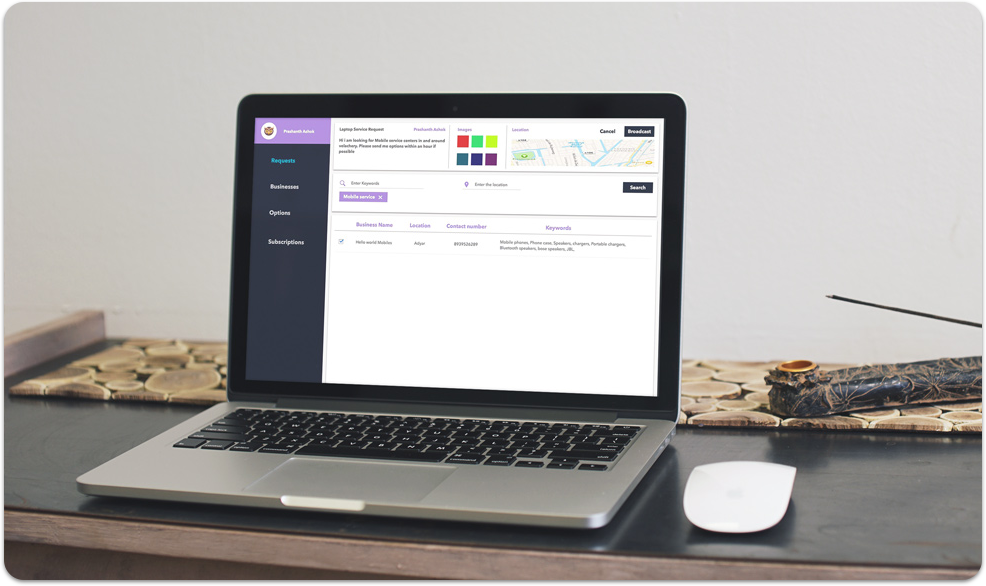 Prashanth Ashok
Requests
Businesses
Options
Subscriptions
Laptop Service Request
Prashanth Ashok
Hi I am looking for Mobile service centers in and around
velachery. Please send me options within an hour if
possible
Images
Location
Cancel
Broadcast
Enter Keywords
Enter the location
Search
Mobile service ×
Business Name Location Contact number Keywords
Hello world Mobiles Adyar 8939526289 Mobile phones, Phone case, Speakers, chargers, Portable chargers,
Bluetooth speakers, base speakers, JBL.